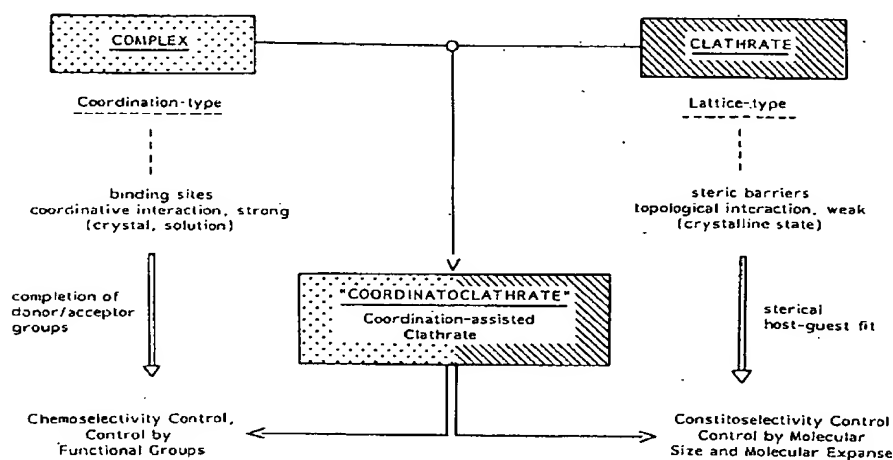 COMPLEX
CLATHRATE
Coordination-type
Lattice-type
binding sites
coordinative interaction, strong
(crystal, solution)
steric barriers
topological interaction, weak
(crystalline state)
"COORDINATOCLATHRATE"
Coordination-assisted
Clathrate
completion of
donor/acceptor
groups
sterical
host-guest fit
Chemoselectivity Control,
Control by
Functional Groups
Constitoselectivity Control
Control by Molecular
Size and Molecular Expanse